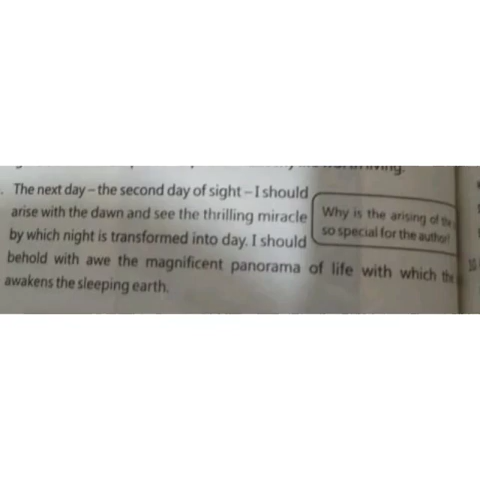 The next day – the second day of sight – I should
arise with the dawn and see the thrilling miracle
by which night is transformed into day. I should
behold with awe the magnificent panorama of life with which the
awakens the sleeping earth.
Why is the arising of the
so special for the author